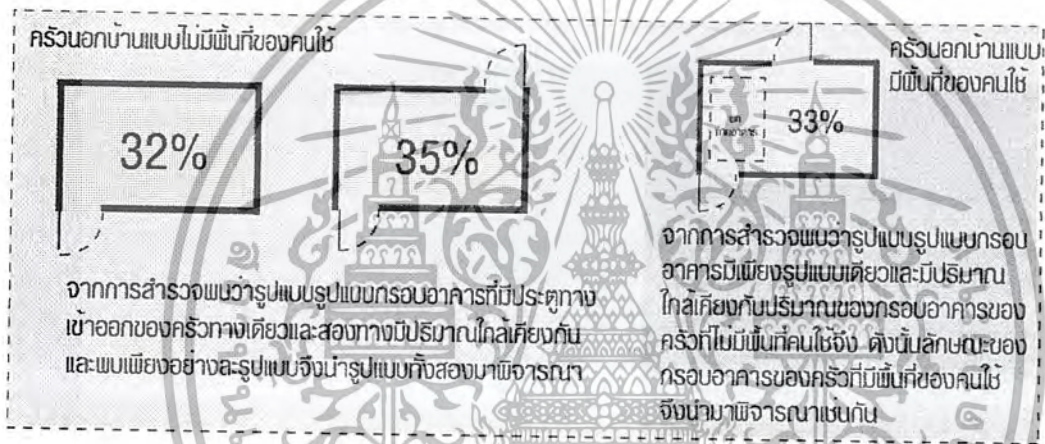 ครัวนอกบ้านแบบไม่มีพื้นที่ของคนใช้
32%
35%
จากการสำรวจพบว่ารูปแบบรูปแบบกรอบอาคารที่มีประตูทาง
เข้าออกของครัวทางเดียวและสองทางมีปริมาณใกล้เคียงกัน
และพบเพียงอย่างละรูปแบบจึงนำรูปแบบทั้งสองมาพิจารณา
ครัวนอกบ้านแบบ
มีพื้นที่ของคนใช้
33%
จากการสำรวจพบว่ารูปแบบรูปแบบกรอบ
อาคารมีเพียงรูปแบบเดียวและมีปริมาณ
ใกล้เคียงกันปริมาณของกรอบอาคารของ
ครัวที่ไม่มีพื้นที่คนใช้จึง ดังนั้นลักษณะของ
กรอบอาคารของครัวที่มีพื้นที่ของคนใช้
จึงนำมาพิจารณาเช่นกัน